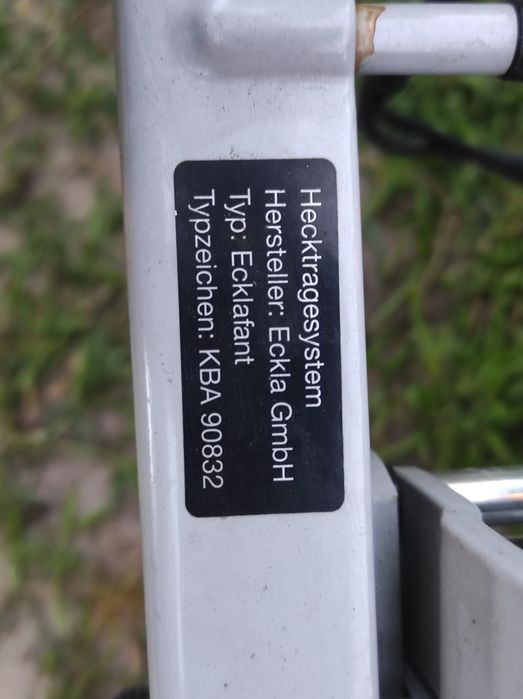 Hecktragesystem
Hersteller: Eckla GmbH
Typ: Ecklafant
Typzeichen: KBA 90832